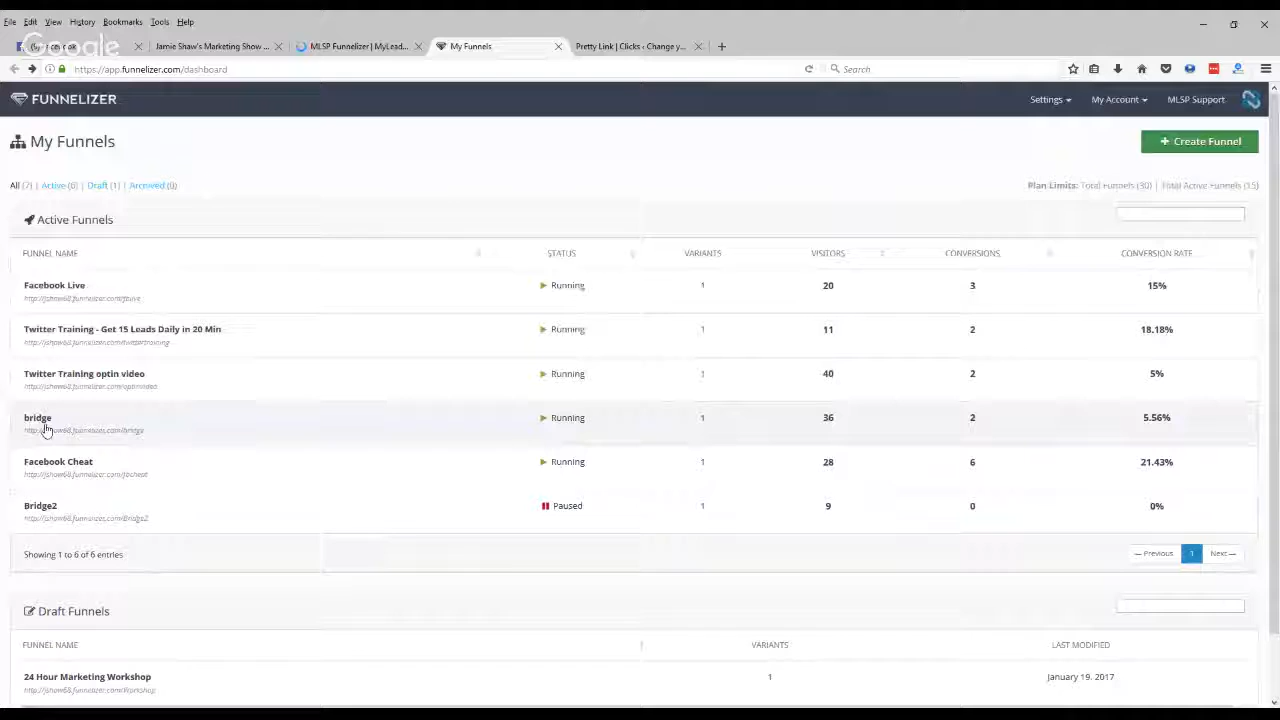 File Edit View History Bookmarks Tools Help
Google
Jamie Shaw's Marketing Show ... MLSP Funnelizer | MyLead... My Funnels Pretty Link | Clicks ‹ Change y...
https://app.funnelizer.com/dashboard Search
FUNNELIZER Settings My Account MLSP Support
My Funnels + Create Funnel
All (7) | Active (6) | Draft (1) | Archived (0) Plan Limits: Total Funnels (30) | Total Active Funnels (15)
Active Funnels
FUNNEL NAME STATUS VARIANTS VISITORS CONVERSIONS CONVERSION RATE
Facebook Live Running 1 20 3 15%
Twitter Training - Get 15 Leads Daily in 20 Min Running 1 11 2 18.18%
Twitter Training optin video Running 1 40 2 5%
bridge Running 1 36 2 5.56%
Facebook Cheat Running 1 28 6 21.43%
Bridge2 Paused 1 9 0 0%
Showing 1 to 6 of 6 entries — Previous 1 Next —
Draft Funnels
FUNNEL NAME VARIANTS LAST MODIFIED
24 Hour Marketing Workshop 1 January 19, 2017